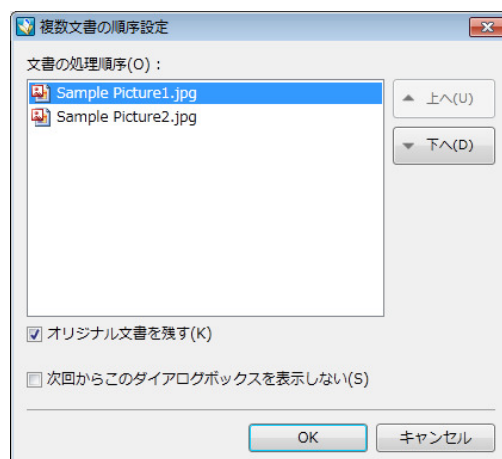 複数文書の順序設定
文書の処理順序(O)：
Sample Picture1.jpg
Sample Picture2.jpg
上へ(U)
下へ(D)
オリジナル文書を残す(K)
次回からこのダイアログボックスを表示しない(S)
OK
キャンセル